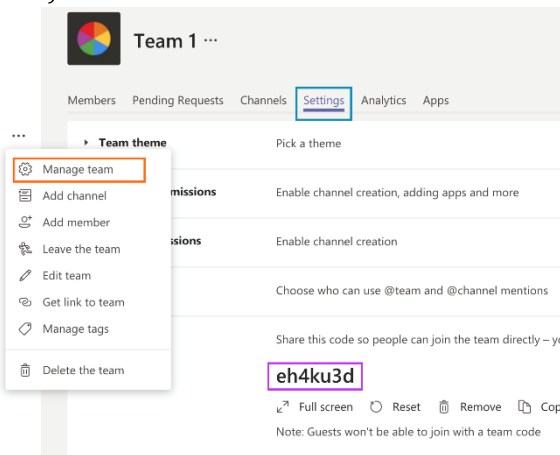 Team 1 ...
Members Pending Requests Channels Settings Analytics Apps
Team theme Pick a theme
Manage team
missions Enable channel creation, adding apps and more
Add channel
Add member
ssions Enable channel creation
Leave the team
Edit team
Choose who can use @team and @channel mentions
Get link to team
Manage tags
Share this code so people can join the team directly – yo
Delete the team
eh4ku3d
Full screen Reset Remove Cop
Note: Guests won't be able to join with a team code